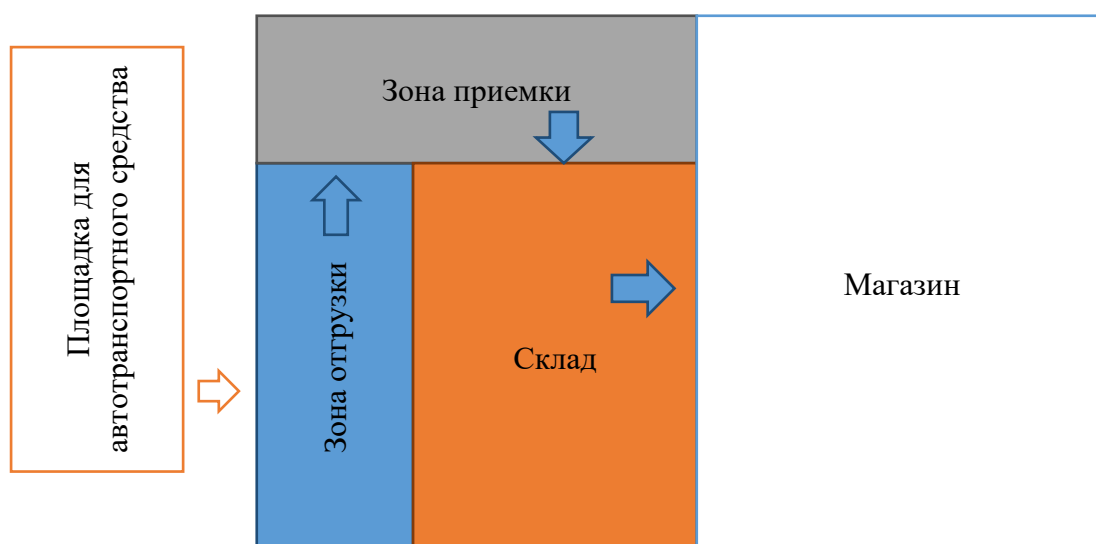 Площадка для
автотранспортного средства
Зона приемки
Зона отгрузки
Склад
Магазин